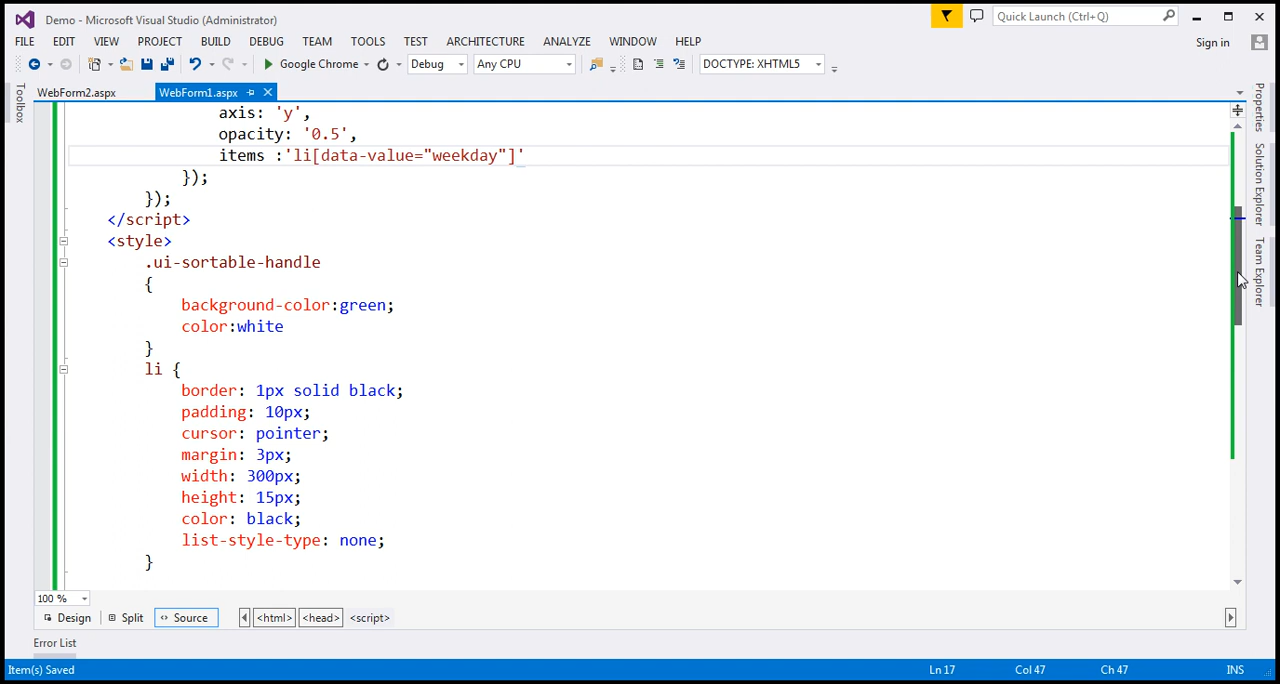 Demo - Microsoft Visual Studio (Administrator)
Quick Launch (Ctrl+Q)
FILE EDIT VIEW PROJECT BUILD DEBUG TEAM TOOLS TEST ARCHITECTURE ANALYZE WINDOW HELP
Sign in
Google Chrome Debug Any CPU DOCTYPE: XHTML5
Toolbox
WebForm2.aspx WebForm1.aspx
axis: 'y',
opacity: '0.5',
items :'li[data-value="weekday"]'
});
});
</script>
<style>
.ui-sortable-handle
{
background-color:green;
color:white
}
li {
border: 1px solid black;
padding: 10px;
cursor: pointer;
margin: 3px;
width: 300px;
height: 15px;
color: black;
list-style-type: none;
}
Properties
Solution Explorer
Team Explorer
100 %
Design Split Source <html> <head> <script>
Error List
Item(s) Saved Ln 17 Col 47 Ch 47 INS